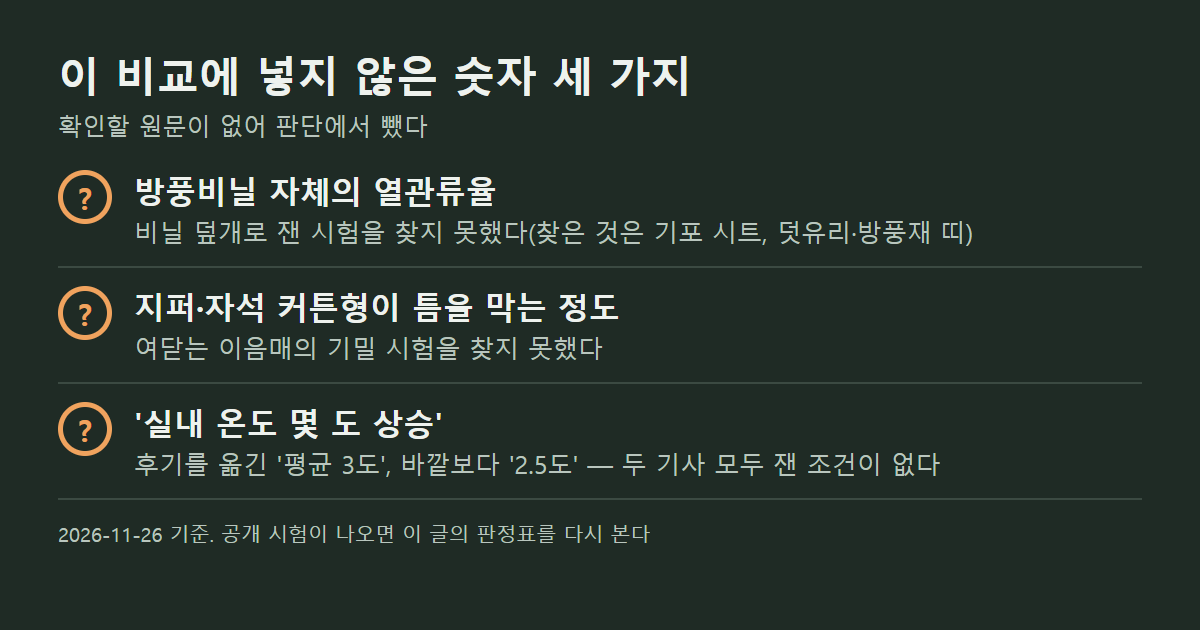 이 비교에 넣지 않은 숫자 세 가지
확인할 원문이 없어 판단에서 뺐다
?
방풍비닐 자체의 열관류율
비닐 덮개로 잰 시험을 찾지 못했다(찾은 것은 기포 시트, 덧유리·방풍재 띠)
?
지퍼·자석 커튼형이 틈을 막는 정도
여닫는 이음매의 기밀 시험을 찾지 못했다
?
'실내 온도 몇 도 상승'
후기를 옮긴 '평균 3도', 바깥보다 '2.5도' — 두 기사 모두 잰 조건이 없다
2026-11-26 기준. 공개 시험이 나오면 이 글의 판정표를 다시 본다